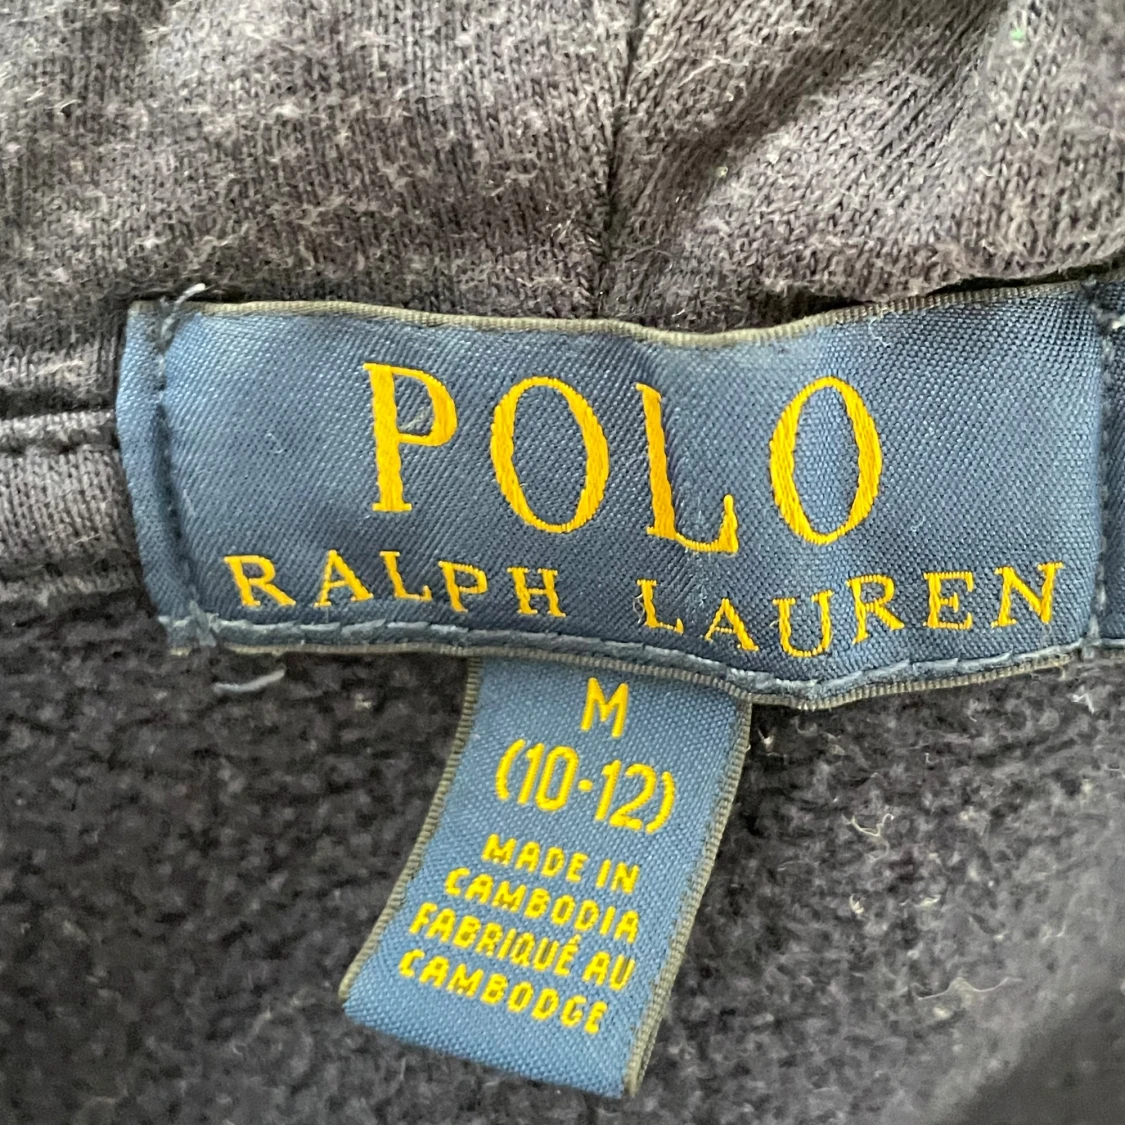 POLO
RALPH LAUREN
M
(10-12)
MADE IN
CAMBODIA
FABRIQUÉ AU
CAMBODGE